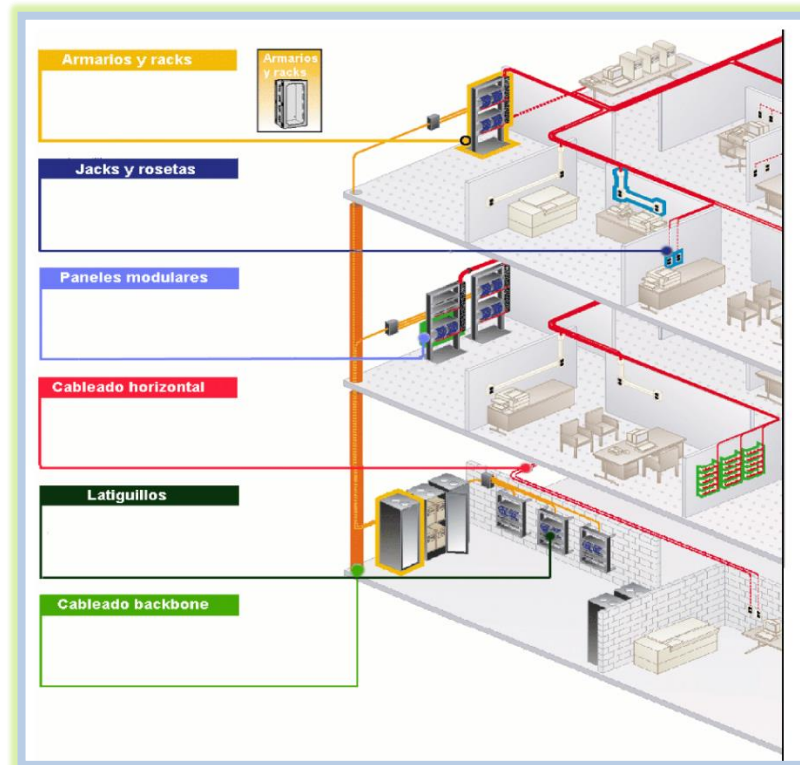 Armarios y racks
Armarios
y racks
Jacks y rosetas
Paneles modulares
Cableado horizontal
Latiguillos
Cableado backbone